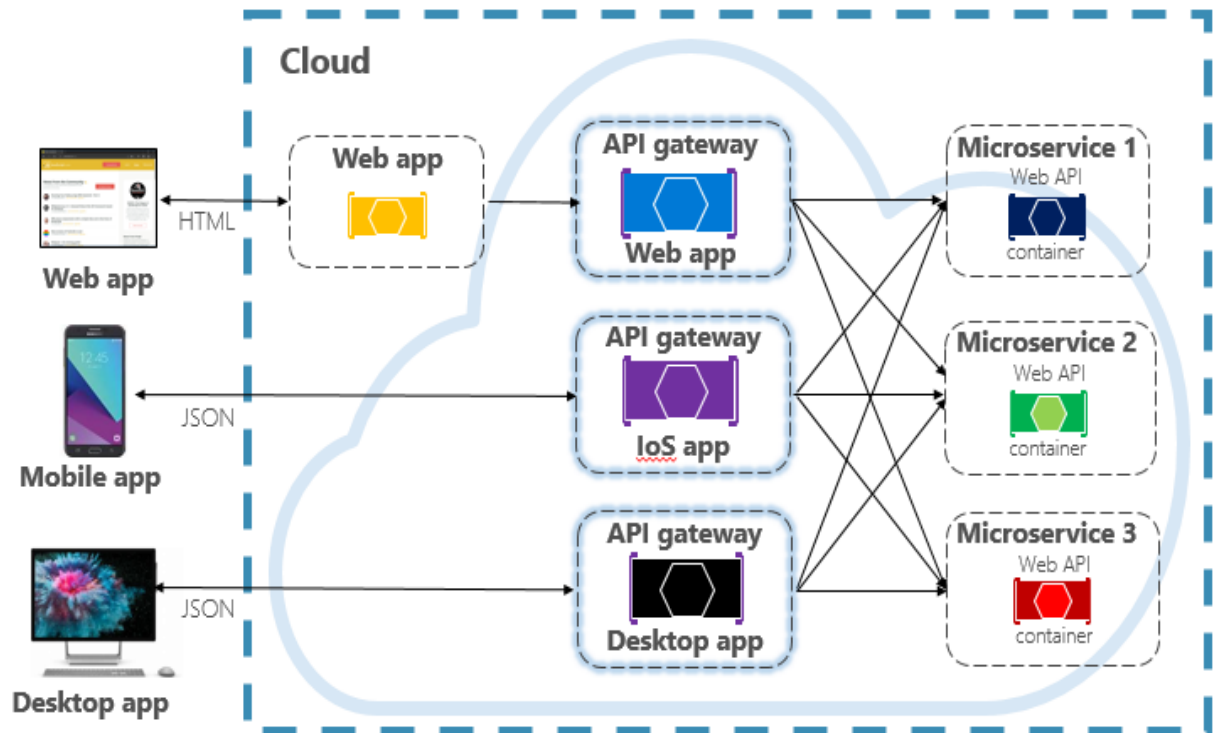 Cloud
Web app
API gateway
Web app
Microservice 1
Web API
container
HTML
Web app
12:45
API gateway
IoS app
Microservice 2
Web API
container
JSON
Mobile app
API gateway
Desktop app
Microservice 3
Web API
container
JSON
Desktop app